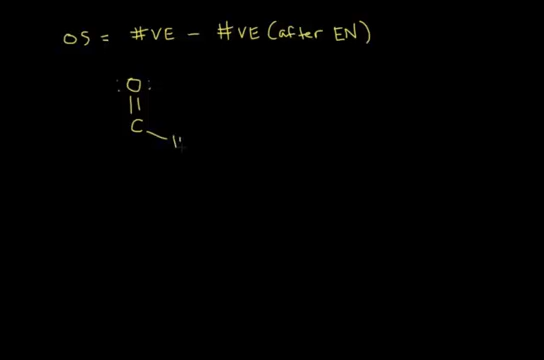 OS = #VE - #VE (after EN)
:O:
C